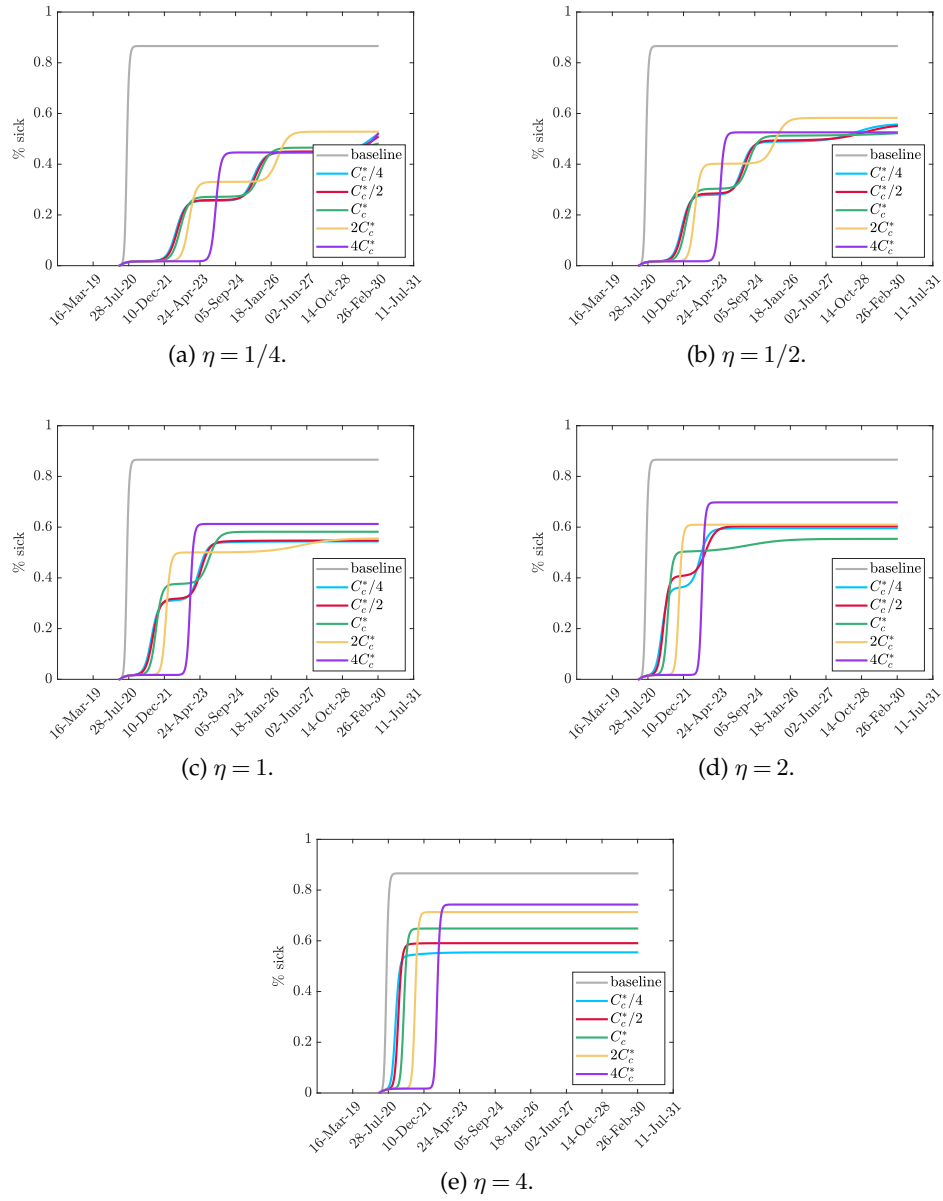 1
0.8
0.6
0.4
0.2
0
% sick
16-Mar-19
28-Jul-20
10-Dec-21
24-Apr-23
05-Sep-24
18-Jan-26
02-Jun-27
14-Oct-28
26-Feb-30
11-Jul-31
baseline
C_c^*/4
C_c^*/2
C_c^*
2C_c^*
4C_c^*
(a) η = 1/4.
1
0.8
0.6
0.4
0.2
0
% sick
16-Mar-19
28-Jul-20
10-Dec-21
24-Apr-23
05-Sep-24
18-Jan-26
02-Jun-27
14-Oct-28
26-Feb-30
11-Jul-31
baseline
C_c^*/4
C_c^*/2
C_c^*
2C_c^*
4C_c^*
(b) η = 1/2.
1
0.8
0.6
0.4
0.2
0
% sick
16-Mar-19
28-Jul-20
10-Dec-21
24-Apr-23
05-Sep-24
18-Jan-26
02-Jun-27
14-Oct-28
26-Feb-30
11-Jul-31
baseline
C_c^*/4
C_c^*/2
C_c^*
2C_c^*
4C_c^*
(c) η = 1.
1
0.8
0.6
0.4
0.2
0
% sick
16-Mar-19
28-Jul-20
10-Dec-21
24-Apr-23
05-Sep-24
18-Jan-26
02-Jun-27
14-Oct-28
26-Feb-30
11-Jul-31
baseline
C_c^*/4
C_c^*/2
C_c^*
2C_c^*
4C_c^*
(d) η = 2.
1
0.8
0.6
0.4
0.2
0
% sick
16-Mar-19
28-Jul-20
10-Dec-21
24-Apr-23
05-Sep-24
18-Jan-26
02-Jun-27
14-Oct-28
26-Feb-30
11-Jul-31
baseline
C_c^*/4
C_c^*/2
C_c^*
2C_c^*
4C_c^*
(e) η = 4.